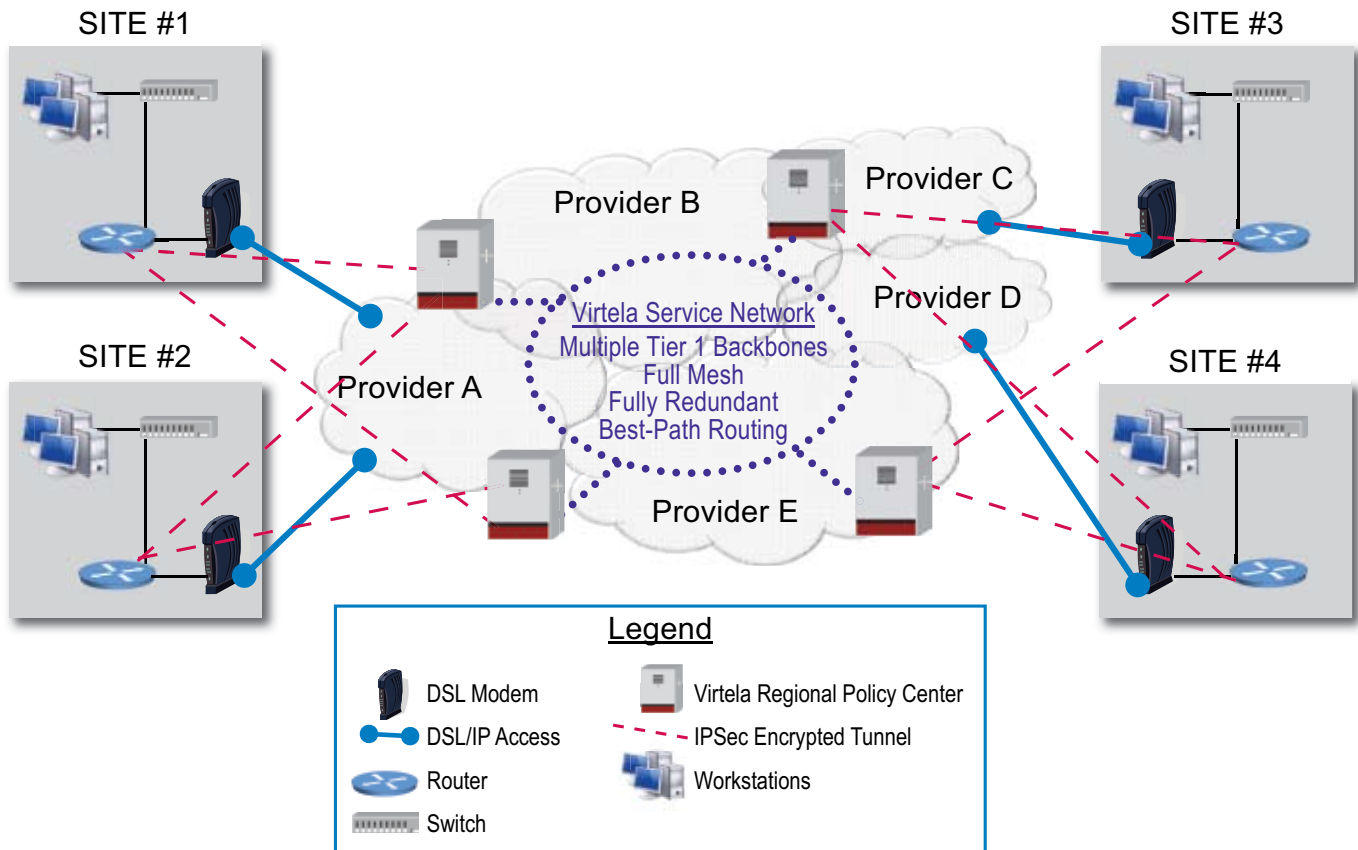 SITE #1
SITE #3
Provider C
Provider B
Provider D
Virtela Service Network
Multiple Tier 1 Backbones
Full Mesh
Fully Redundant
Best-Path Routing
SITE #2
SITE #4
Provider A
Provider E
Legend
DSL Modem
Virtela Regional Policy Center
DSL/IP Access
IPSec Encrypted Tunnel
Router
Workstations
Switch